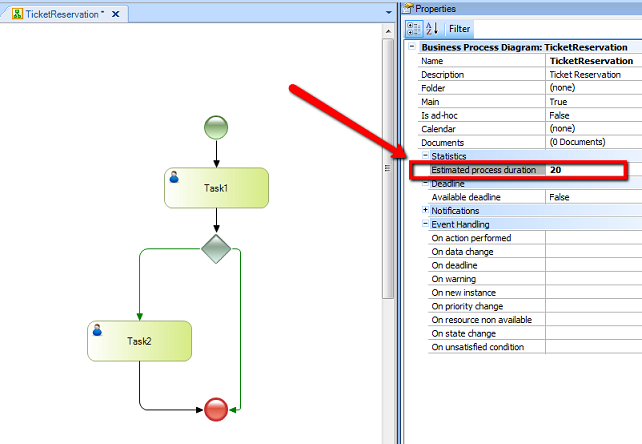 TicketReservation *
Task1
Task2
Properties
Filter
Business Process Diagram: TicketReservation
Name TicketReservation
Description Ticket Reservation
Folder (none)
Main True
Is ad-hoc False
Calendar (none)
Documents (0 Documents)
Statistics
Estimated process duration 20
Deadline
Available deadline False
Notifications
Event Handling
On action performed
On data change
On deadline
On warning
On new instance
On priority change
On resource non available
On state change
On unsatisfied condition